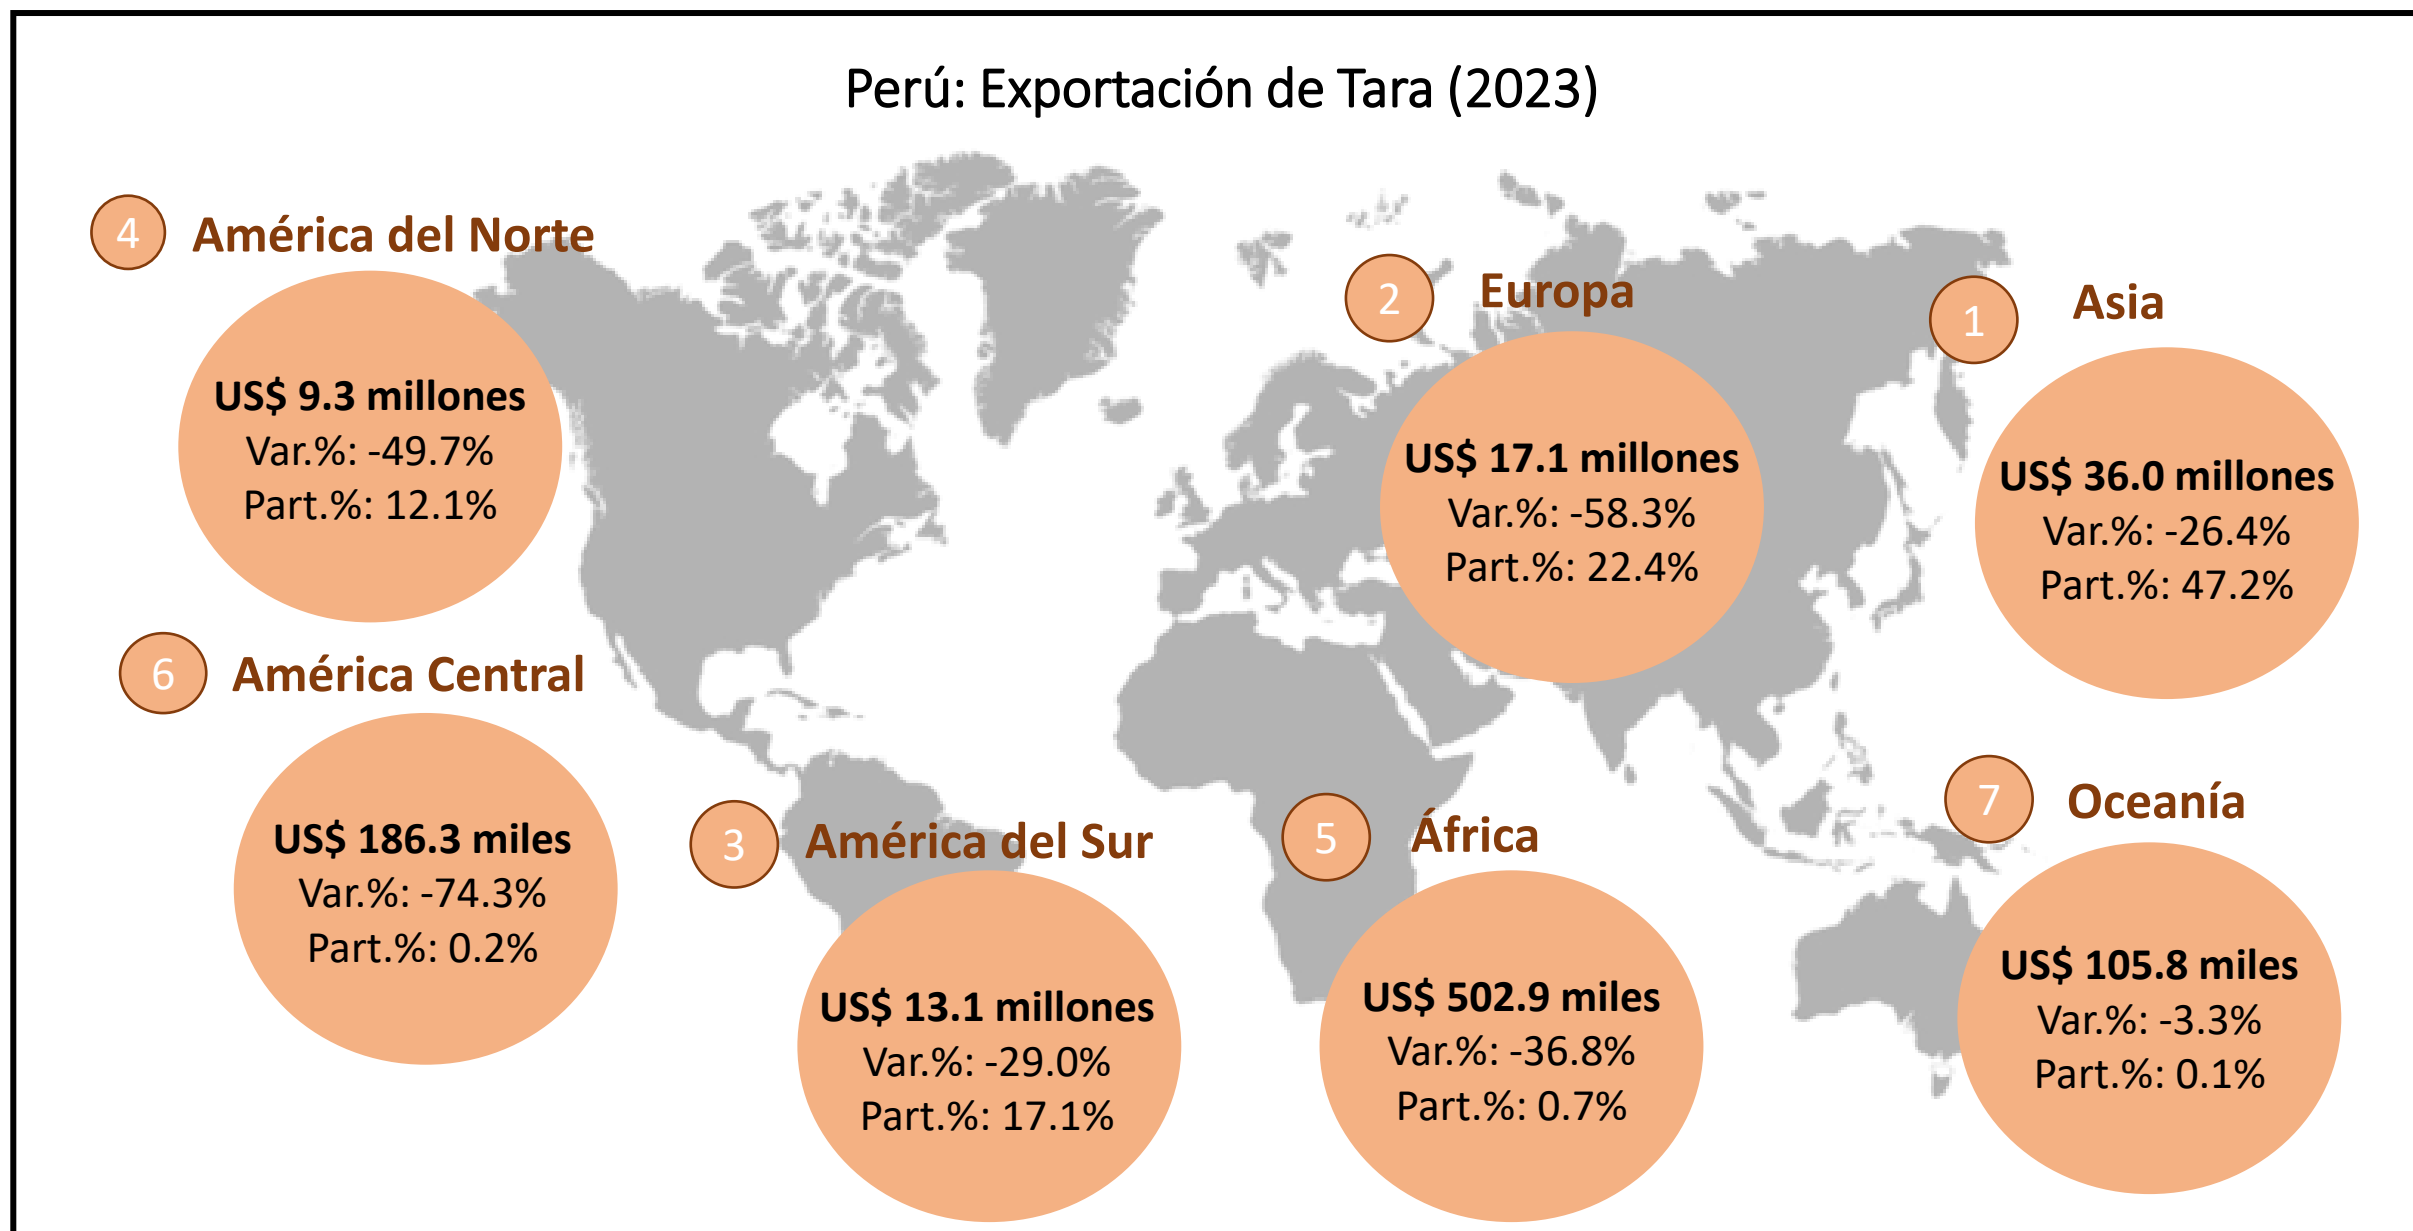 Perú: Exportación de Tara (2023)
4
América del Norte
US$ 9.3 millones
Var.%: -49.7%
Part.%: 12.1%
2
Europa
US$ 17.1 millones
Var.%: -58.3%
Part.%: 22.4%
1
Asia
US$ 36.0 millones
Var.%: -26.4%
Part.%: 47.2%
6
América Central
US$ 186.3 miles
Var.%: -74.3%
Part.%: 0.2%
3
América del Sur
US$ 13.1 millones
Var.%: -29.0%
Part.%: 17.1%
5
África
US$ 502.9 miles
Var.%: -36.8%
Part.%: 0.7%
7
Oceanía
US$ 105.8 miles
Var.%: -3.3%
Part.%: 0.1%